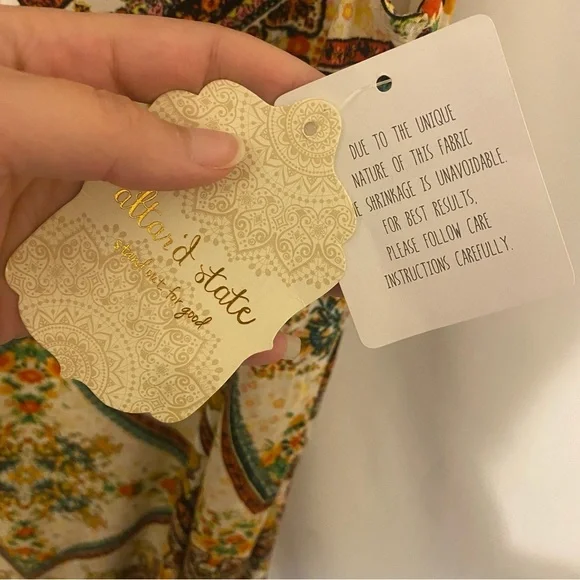 altar'd state
stand out. for good
DUE TO THE UNIQUE
NATURE OF THIS FABRIC
SHRINKAGE IS UNAVOIDABLE.
FOR BEST RESULTS,
PLEASE FOLLOW CARE
INSTRUCTIONS CAREFULLY.